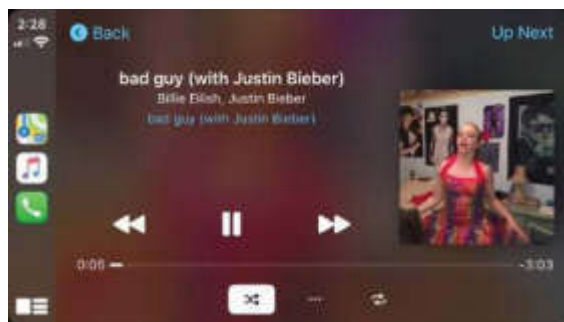 2:28
Back
Up Next
bad guy (with Justin Bieber)
Billie Eilish, Justin Bieber
bad guy (with Justin Bieber)
0:05
-3:03